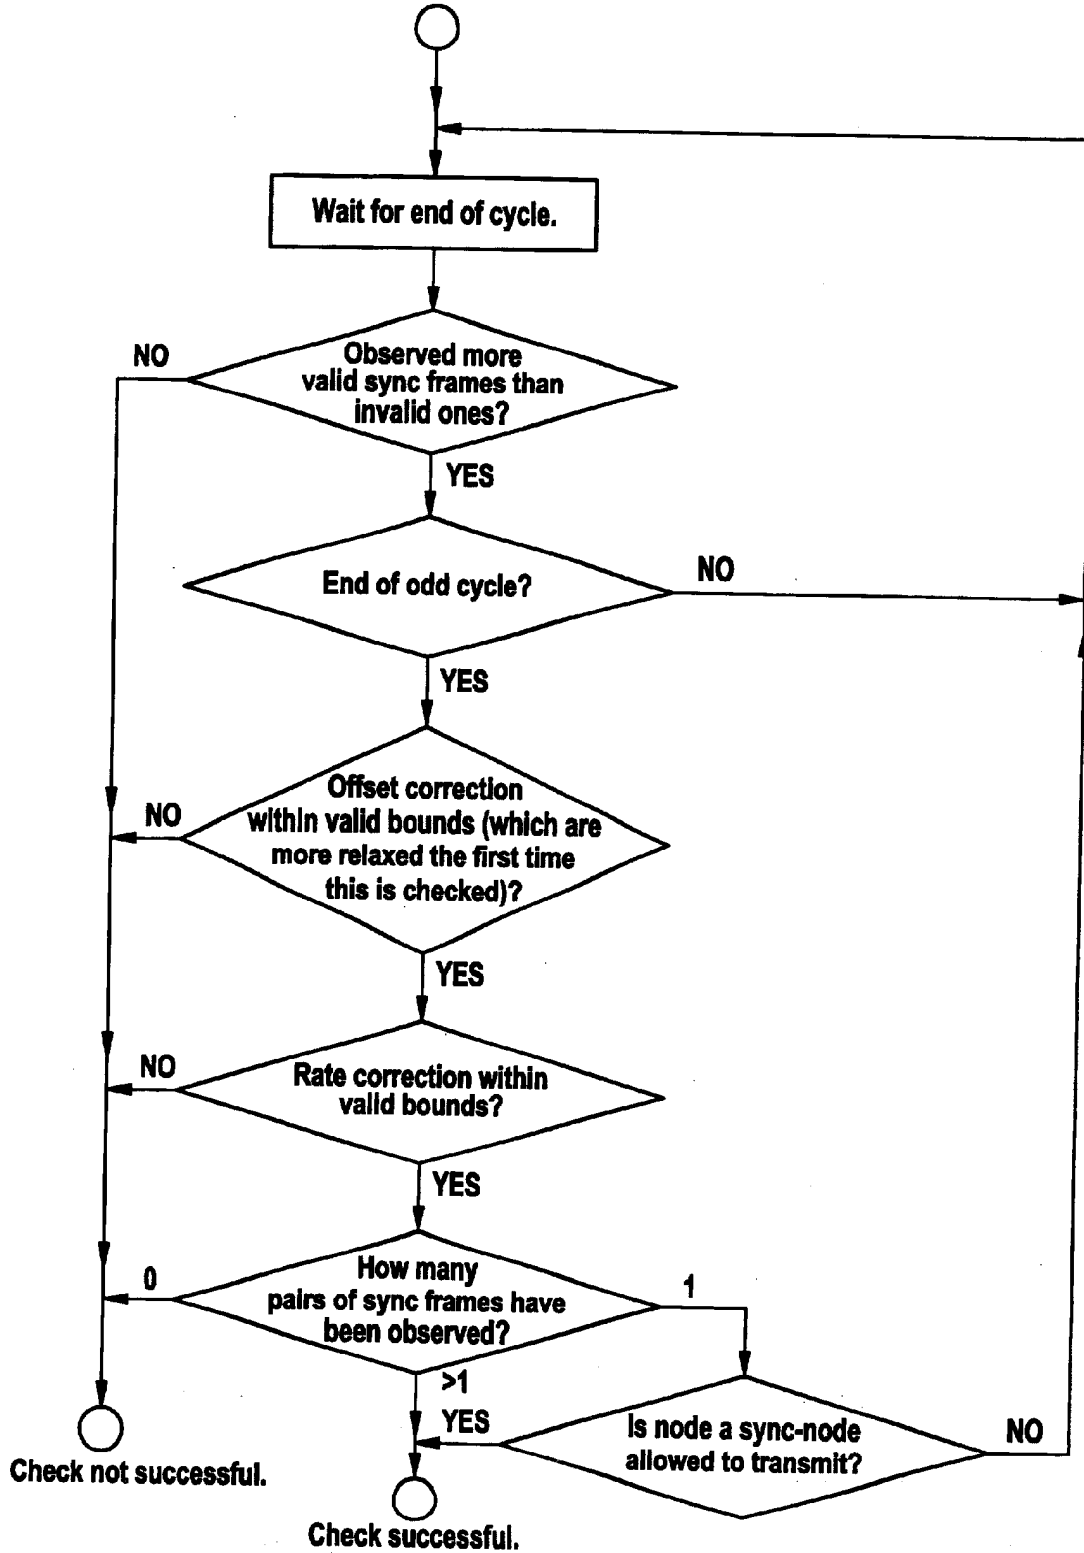 Wait for end of cycle.
NO
Observed more
valid sync frames than
invalid ones?
YES
End of odd cycle?
NO
YES
Offset correction
within valid bounds (which are
more relaxed the first time
this is checked)?
NO
YES
Rate correction within
valid bounds?
NO
YES
How many
pairs of sync frames have
been observed?
0
1
>1
YES
Is node a sync-node
allowed to transmit?
NO
Check not successful.
Check successful.